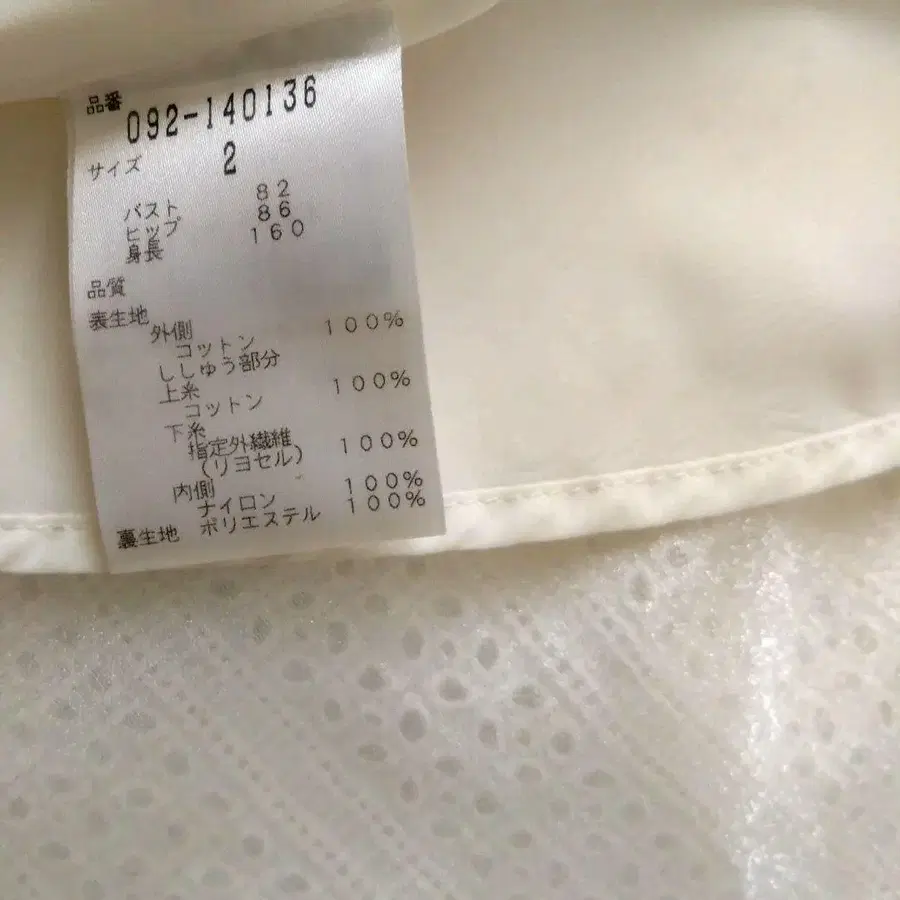 品番
092-140136
サイズ 2
バスト 82
ヒップ 86
身長 160
品質
表生地
外側
コットン 100%
ししゅう部分
上糸
コットン 100%
下糸
指定外繊維
(リヨセル) 100%
内側
ナイロン 100%
裏生地 ポリエステル 100%